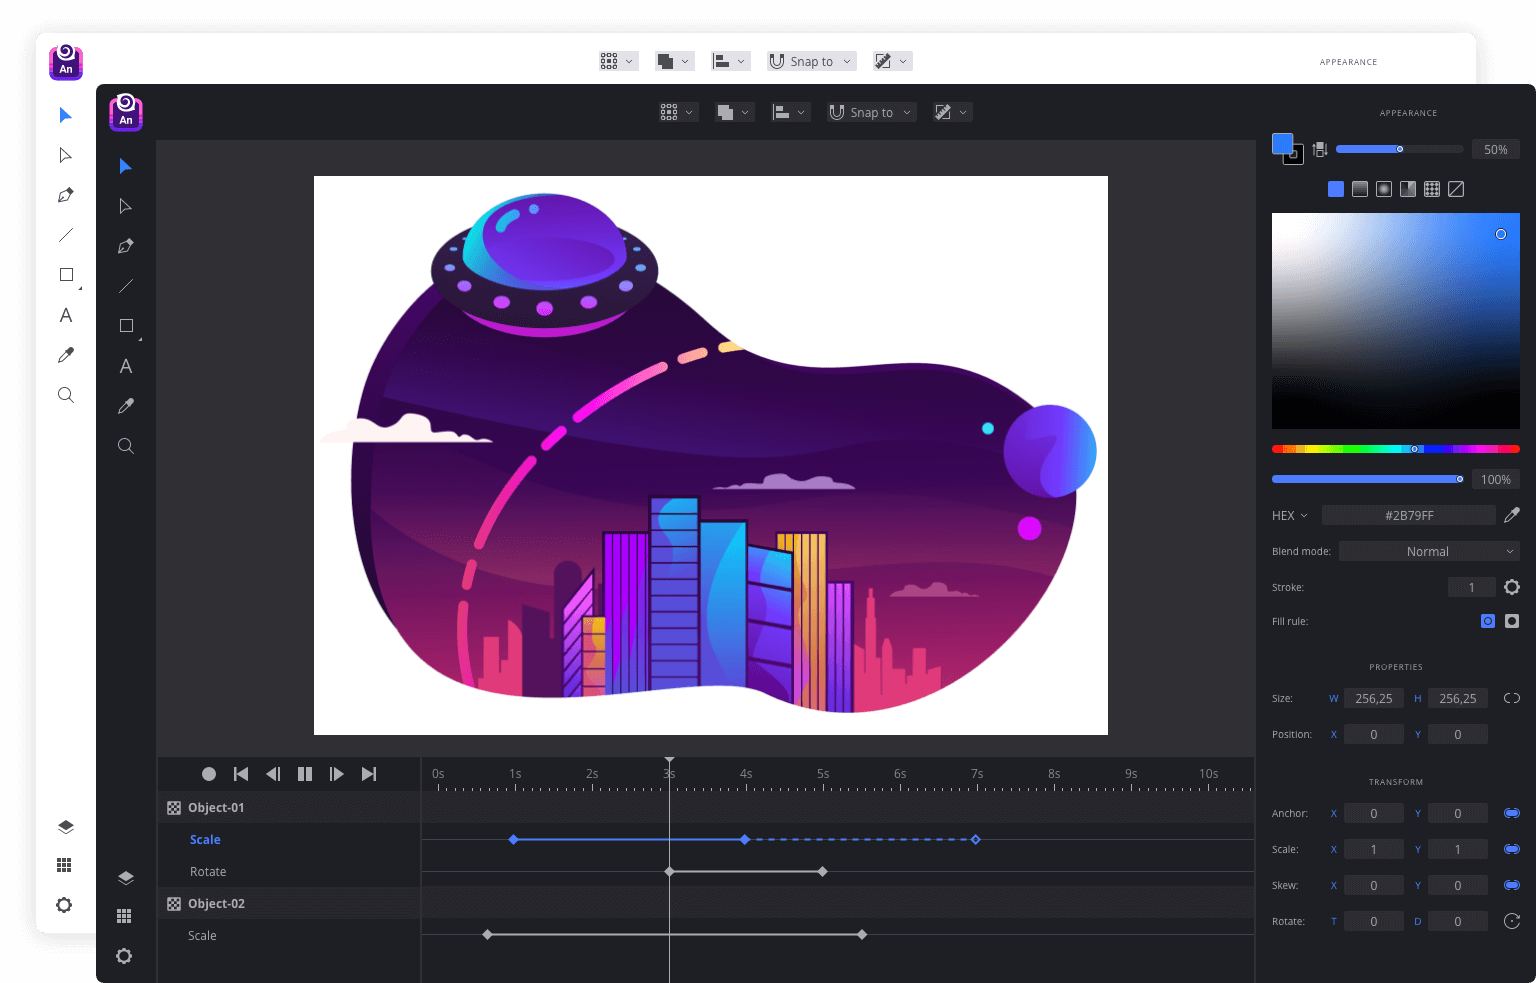 An
Snap to
APPEARANCE
An
Snap to
APPEARANCE
50%
A
A
100%
HEX
#2B79FF
Blend mode:
Normal
Stroke:
1
Fill rule:
PROPERTIES
Size:
W 256,25
H 256,25
Position:
X 0
Y 0
TRANSFORM
Anchor:
X 0
Y 0
Scale:
X 1
Y 1
Skew:
X 0
Y 0
Rotate:
T 0
D 0
0s 1s 2s 3s 4s 5s 6s 7s 8s 9s 10s
Object-01
Scale
Rotate
Object-02
Scale